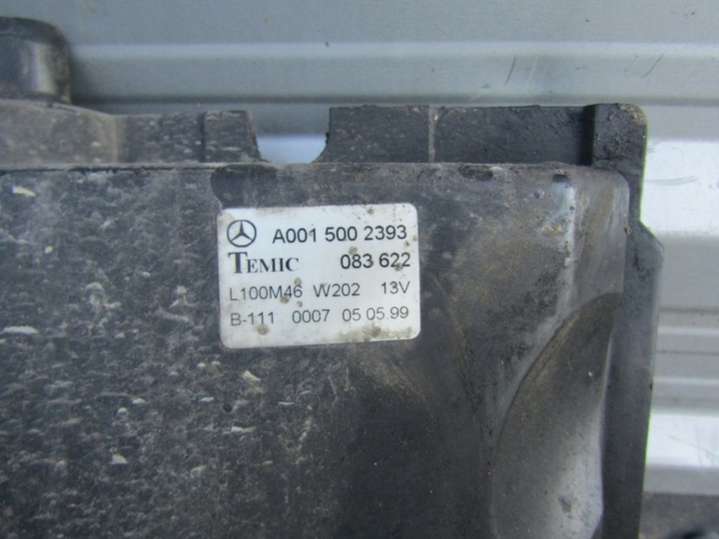 A001 500 2393
TEMIC 083 622
L100M46 W202 13V
B-111 0007 05.05.99